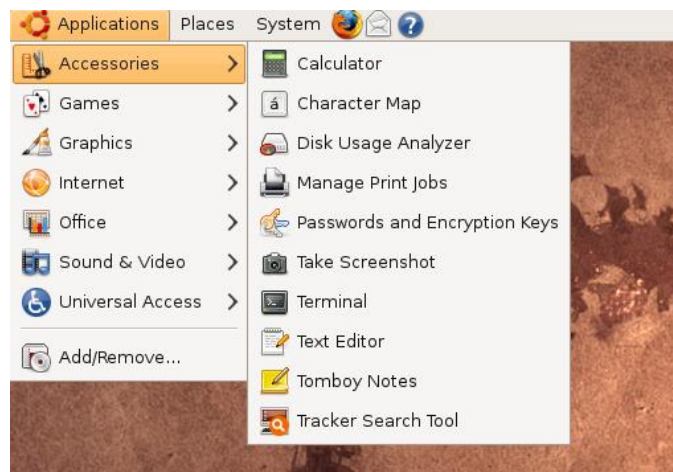 Applications Places System
Accessories
Games
Graphics
Internet
Office
Sound & Video
Universal Access
Add/Remove...
Calculator
á Character Map
Disk Usage Analyzer
Manage Print Jobs
Passwords and Encryption Keys
Take Screenshot
Terminal
Text Editor
Tomboy Notes
Tracker Search Tool